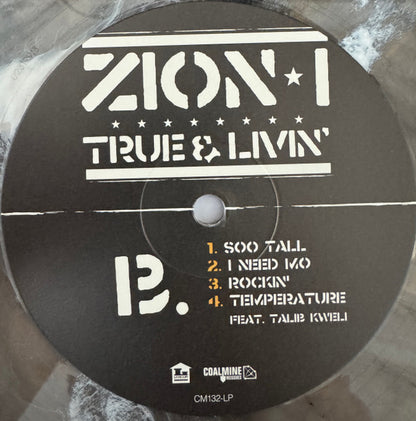 ZION★I
★ ★ ★ ★ ★ ★ ★ ★
TRUE & LIVIN'
B.
1. SOO TALL
2. I NEED MO
3. ROCKIN'
4. TEMPERATURE
FEAT. TALIB KWELI
COALMINE
RECORDS
CM132-LP